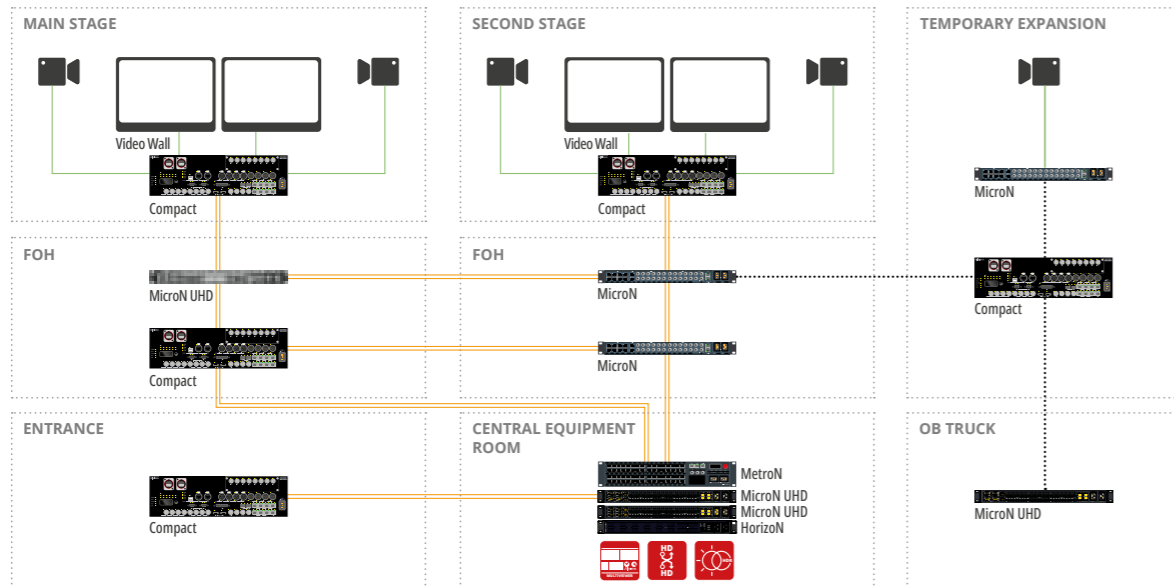 MAIN STAGE
Video Wall
Compact
SECOND STAGE
Video Wall
Compact
TEMPORARY EXPANSION
MicroN
Compact
FOH
MicroN UHD
Compact
FOH
MicroN
MicroN
ENTRANCE
Compact
CENTRAL EQUIPMENT
ROOM
MetroN
MicroN UHD
MicroN UHD
HorizoN
MULTIVIEWER
HD
HD
HDR
OB TRUCK
MicroN UHD